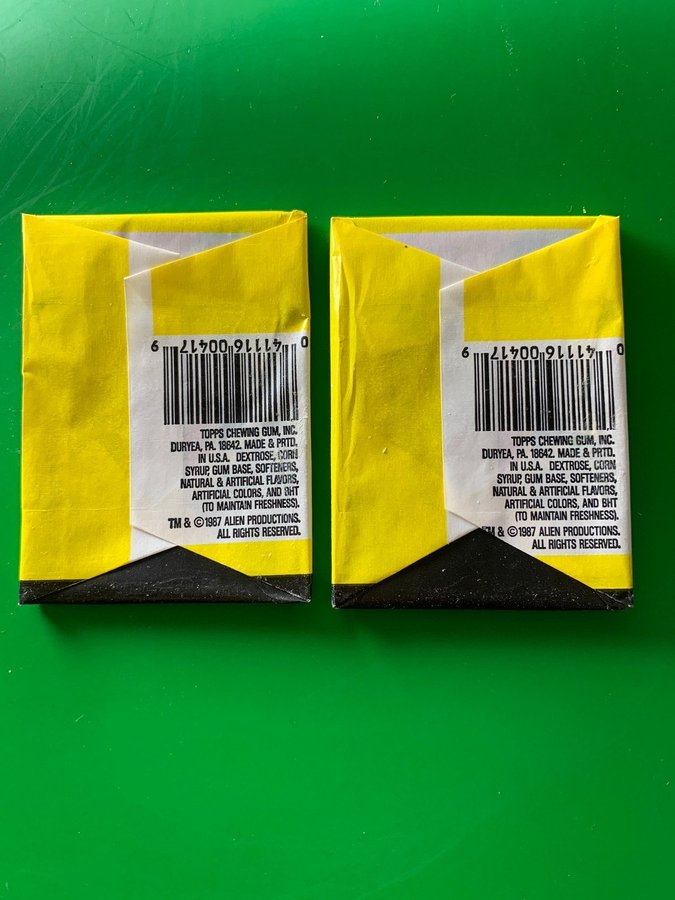 0 41116 00417 9
TOPPS CHEWING GUM, INC.
DURYEA, PA. 18642. MADE & PRTD.
IN U.S.A. DEXTROSE, CORN
SYRUP, GUM BASE, SOFTENERS,
NATURAL & ARTIFICIAL FLAVORS,
ARTIFICIAL COLORS, AND BHT
(TO MAINTAIN FRESHNESS).
TM & ©1987 ALIEN PRODUCTIONS.
ALL RIGHTS RESERVED.
0 41116 00417 9
TOPPS CHEWING GUM, INC.
DURYEA, PA. 18642. MADE & PRTD.
IN U.S.A. DEXTROSE, CORN
SYRUP, GUM BASE, SOFTENERS,
NATURAL & ARTIFICIAL FLAVORS,
ARTIFICIAL COLORS, AND BHT
(TO MAINTAIN FRESHNESS).
TM & ©1987 ALIEN PRODUCTIONS.
ALL RIGHTS RESERVED.